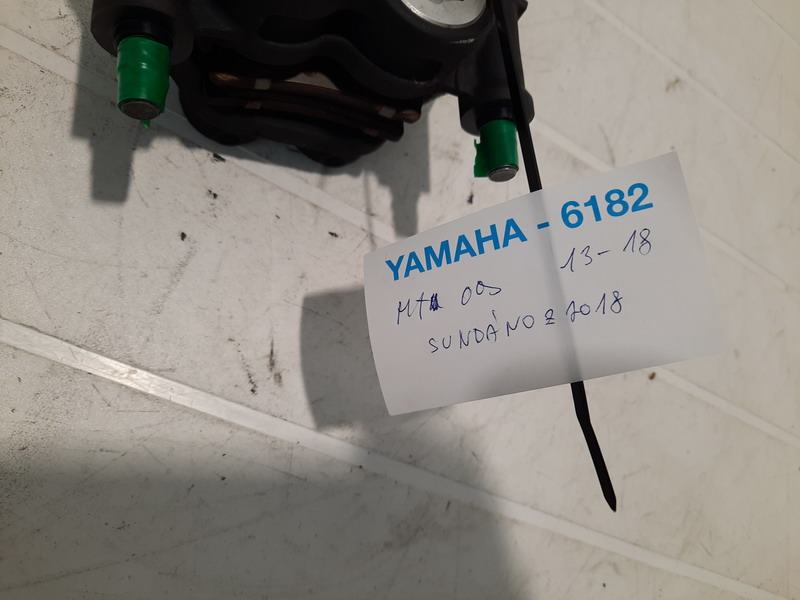 YAMAHA - 6182
MT 09 13-18
SUNDÁNO Z 2018